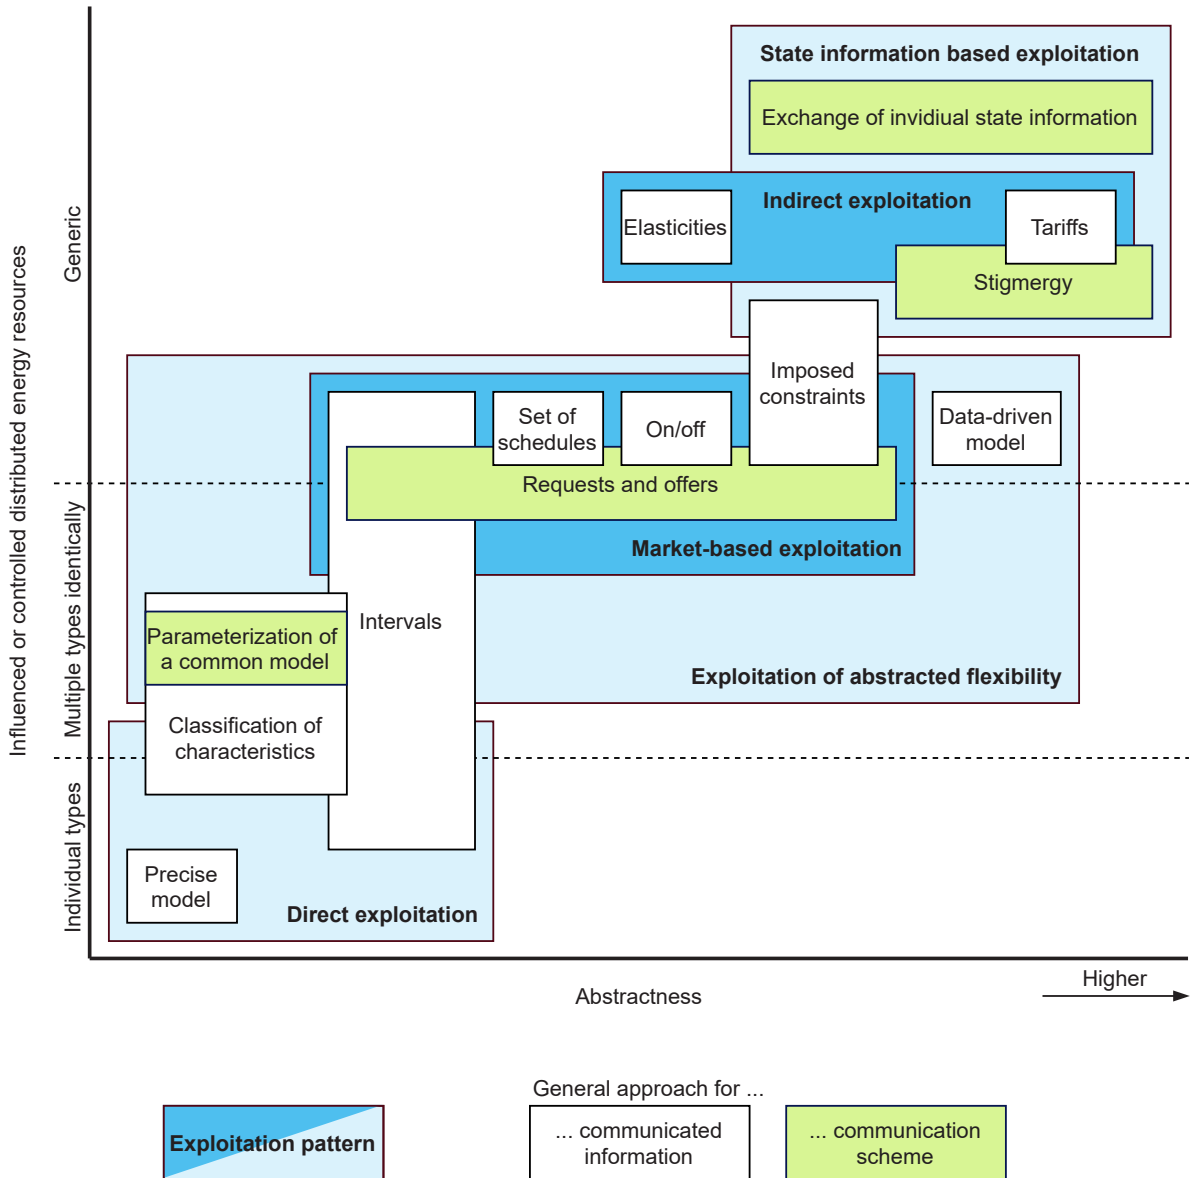 State information based exploitation
Exchange of invidiual state information
Indirect exploitation
Elasticities
Tariffs
Stigmergy
Imposed
constraints
Set of
schedules
On/off
Data-driven
model
Requests and offers
Market-based exploitation
Intervals
Parameterization of
a common model
Exploitation of abstracted flexibility
Classification of
characteristics
Precise
model
Direct exploitation
Influenced or controlled distributed energy resources
Generic
Multiple types identically
Individual types
Abstractness
Higher
General approach for ...
Exploitation pattern
... communicated
information
... communication
scheme